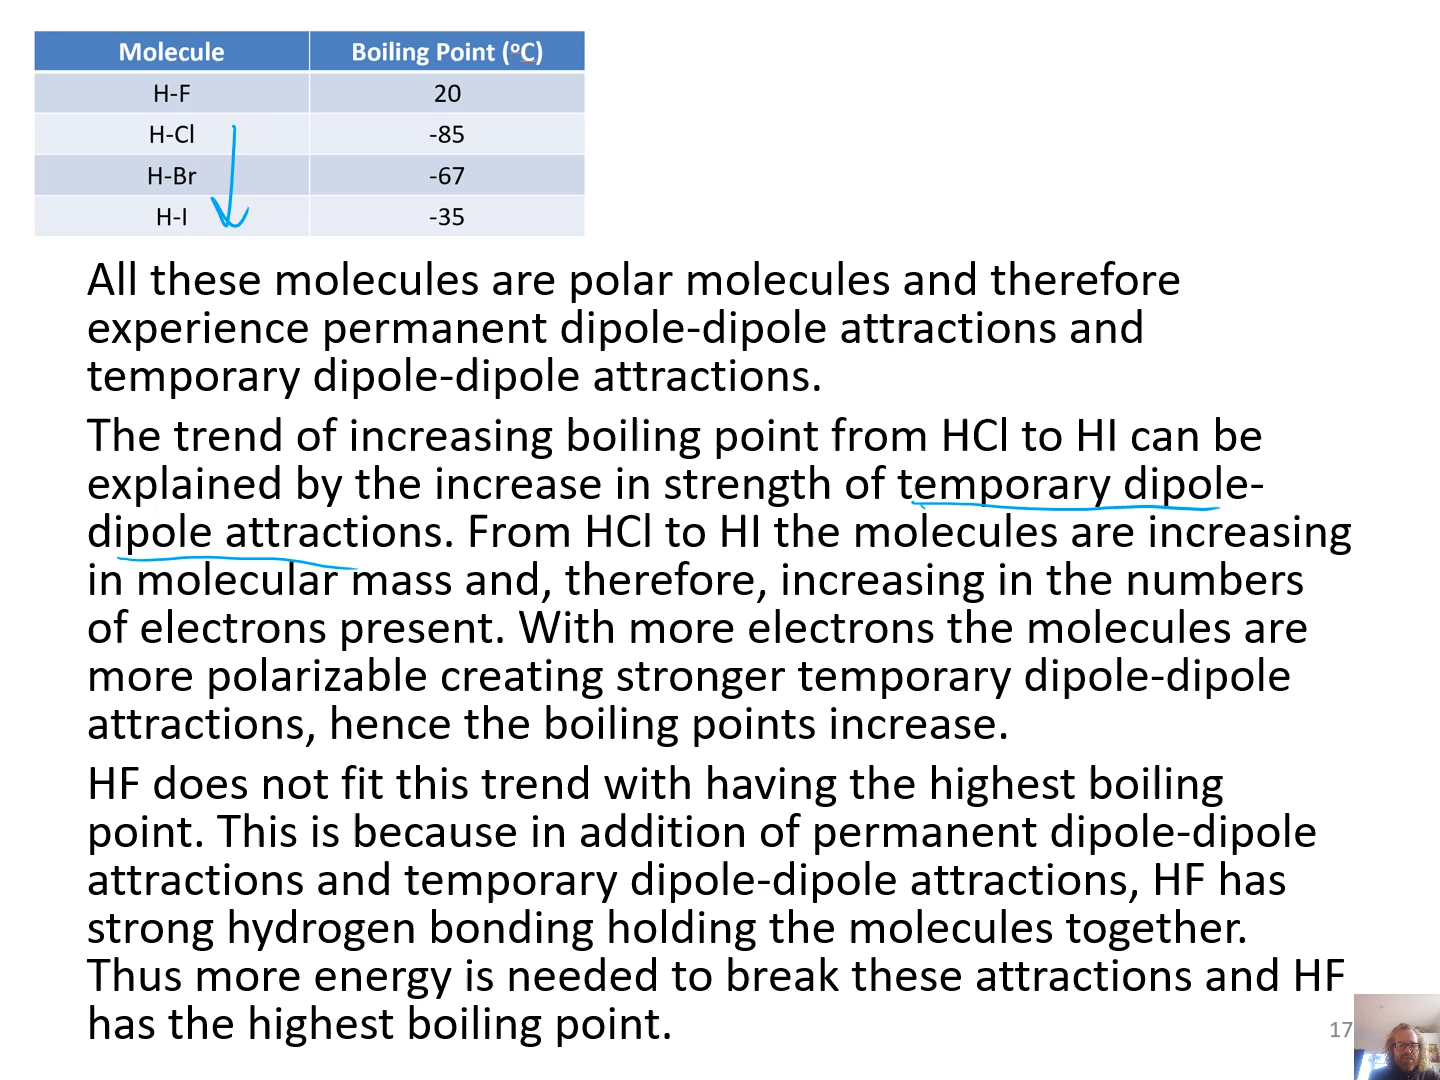 Molecule Boiling Point (ºC)
H-F 20
H-Cl -85
H-Br -67
H-I -35
All these molecules are polar molecules and therefore
experience permanent dipole-dipole attractions and
temporary dipole-dipole attractions.
The trend of increasing boiling point from HCl to HI can be
explained by the increase in strength of temporary dipole-
dipole attractions. From HCl to HI the molecules are increasing
in molecular mass and, therefore, increasing in the numbers
of electrons present. With more electrons the molecules are
more polarizable creating stronger temporary dipole-dipole
attractions, hence the boiling points increase.
HF does not fit this trend with having the highest boiling
point. This is because in addition of permanent dipole-dipole
attractions and temporary dipole-dipole attractions, HF has
strong hydrogen bonding holding the molecules together.
Thus more energy is needed to break these attractions and HF
has the highest boiling point.
17